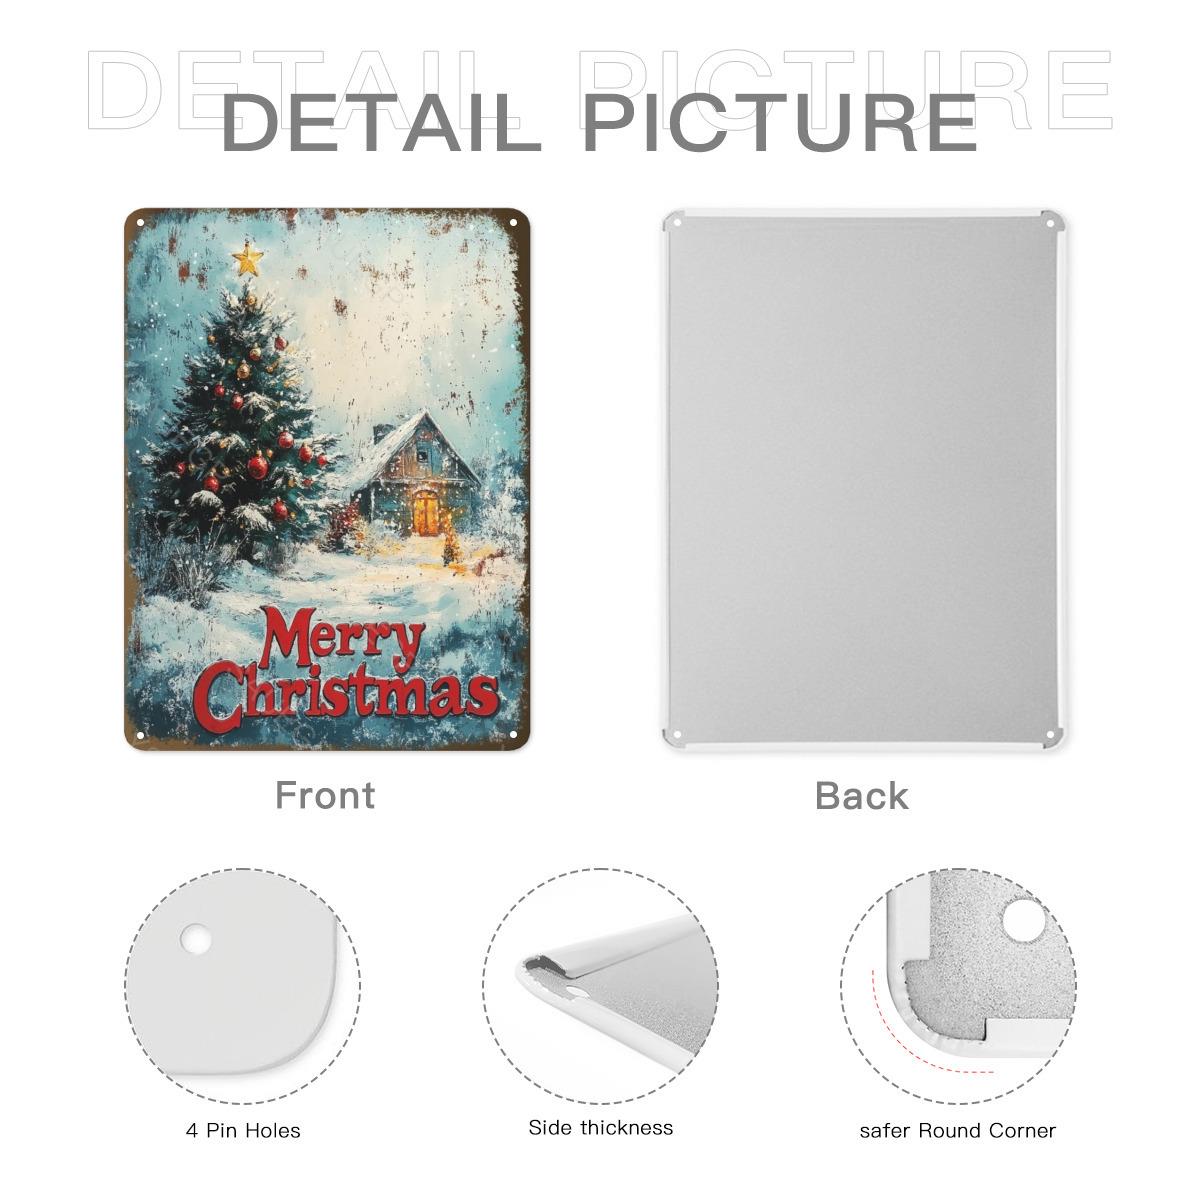 DETAIL PICTURE
DETAIL PICTURE
Merry
Christmas
Front
Back
4 Pin Holes
Side thickness
safer Round Corner